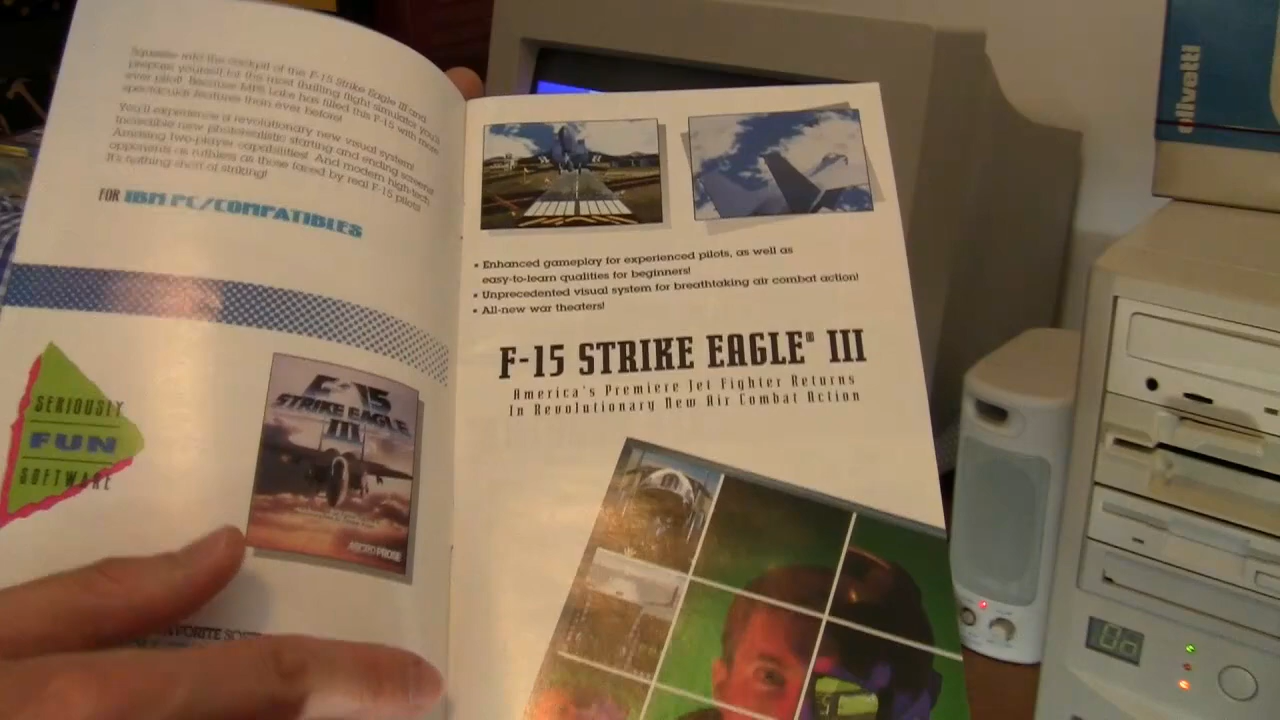 Squeeze into the cockpit of the F-15 Strike Eagle III and
prepare yourself for the most thrilling flight simulator you'll
ever pilot! Because MPS Labs has filled this F-15 with more
spectacular features than ever before!
You'll experience a revolutionary new visual system!
Incredible new photorealistic starting and ending screens!
Amazing two-player capabilities! And modern high-tech
opponents as ruthless as those faced by real F-15 pilots!
It's nothing short of striking!
FOR IBM PC/COMPATIBLES
SERIOUSLY
FUN
SOFTWARE
F-15
STRIKE EAGLE
III
MICROPROSE
• Enhanced gameplay for experienced pilots, as well as
easy-to-learn qualities for beginners!
• Unprecedented visual system for breathtaking air combat action!
• All-new war theaters!
F-15 STRIKE EAGLE® III
America's Premiere Jet Fighter Returns
In Revolutionary New Air Combat Action
olivetti